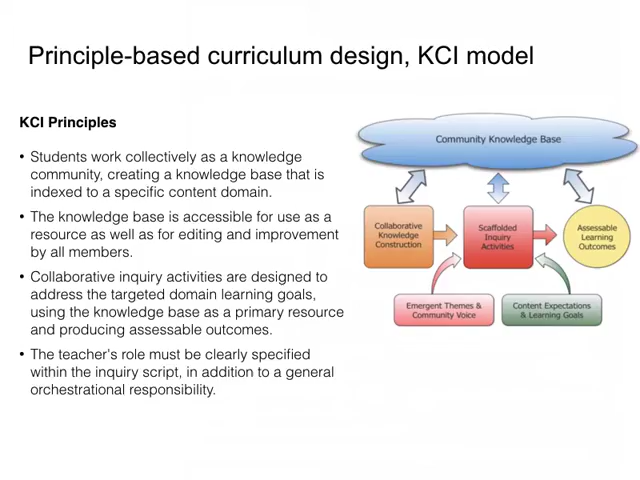 Principle-based curriculum design, KCI model
KCI Principles
• Students work collectively as a knowledge
community, creating a knowledge base that is
indexed to a specific content domain.
• The knowledge base is accessible for use as a
resource as well as for editing and improvement
by all members.
• Collaborative inquiry activities are designed to
address the targeted domain learning goals,
using the knowledge base as a primary resource
and producing assessable outcomes.
• The teacher's role must be clearly specified
within the inquiry script, in addition to a general
orchestrational responsibility.
Community Knowledge Base
Collaborative
Knowledge
Construction
Scaffolded
Inquiry
Activities
Assessable
Learning
Outcomes
Emergent Themes &
Community Voice
Content Expectations
& Learning Goals